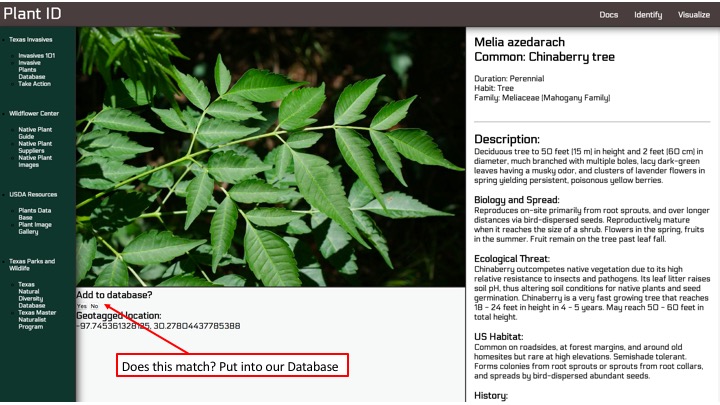 Plant ID
Docs Identify Visualize
Texas Invasives
Invasives 101
Invasive
Plants
Database
Take Action
Wildflower Center
Native Plant
Guide
Native Plant
Suppliers
Native Plant
Images
USDA Resources
Plants Data
Base
Plant Image
Gallery
Texas Parks and
Wildlife
Texas
Natural
Diversity
Database
Texas Master
Naturalist
Program
Add to database?
Yes No
Geotagged location:
30.27804437785388
Does this match? Put into our Database
Melia azedarach
Common: Chinaberry tree
Duration: Perennial
Habit: Tree
Family: Meliaceae (Mahogany Family)
Description:
Deciduous tree to 50 feet (15 m) in height and 2 feet (60 cm) in
diameter, much branched with multiple boles, lacy dark-green
leaves having a musky odor, and clusters of lavender flowers in
spring yielding persistent, poisonous yellow berries.
Biology and Spread:
Reproduces on-site primarily from root sprouts, and over longer
distances via bird-dispersed seeds. Reproductively mature
when it reaches the size of a shrub. Flowers in the spring, fruits
in the summer. Fruit remain on the tree past leaf fall.
Ecological Threat:
Chinaberry outcompetes native vegetation due to its high
relative resistance to insects and pathogens. Its leaf litter raises
soil pH, thus altering soil conditions for native plants and seed
germination. Chinaberry is a very fast growing tree that reaches
18 - 24 feet in height in 4 - 5 years. May reach 50 - 60 feet in
total height.
US Habitat:
Common on roadsides, at forest margins, and around old
homesites but rare at high elevations. Semishade tolerant.
Forms colonies from root sprouts or sprouts from root collars,
and spreads by bird-dispersed abundant seeds.
History: